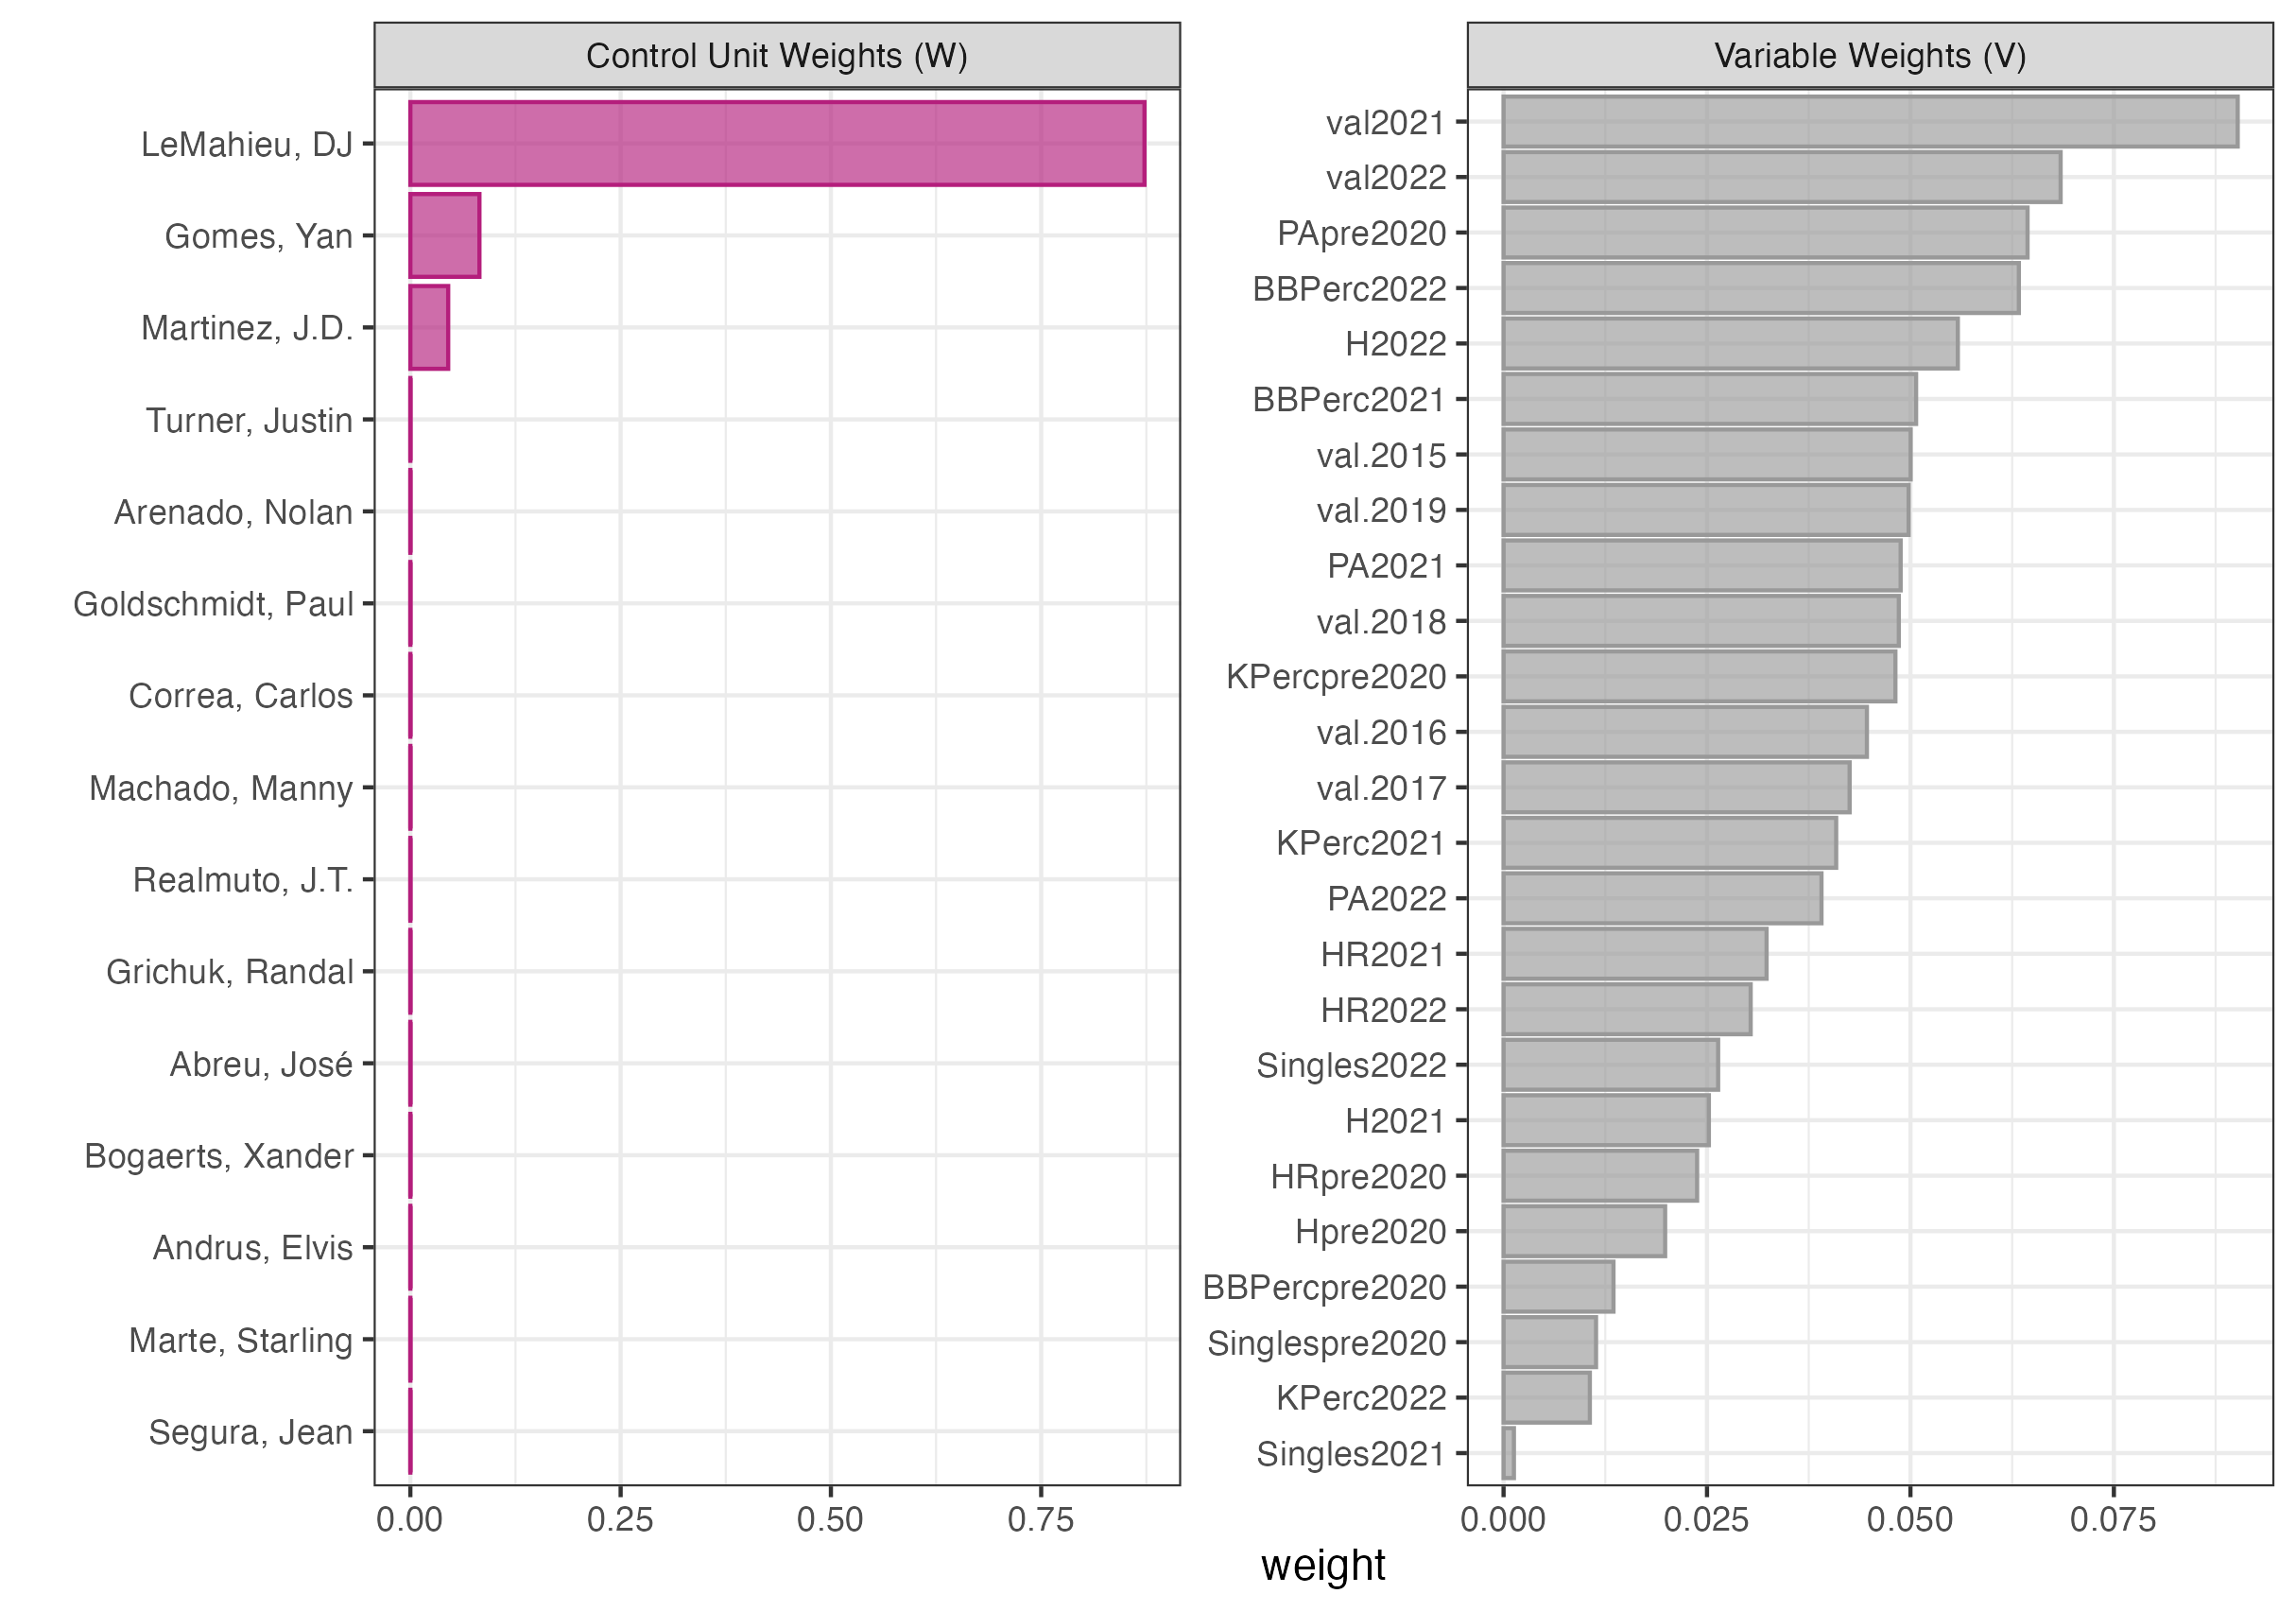 Control Unit Weights (W)
LeMahieu, DJ
Gomes, Yan
Martinez, J.D.
Turner, Justin
Arenado, Nolan
Goldschmidt, Paul
Correa, Carlos
Machado, Manny
Realmuto, J.T.
Grichuk, Randal
Abreu, José
Bogaerts, Xander
Andrus, Elvis
Marte, Starling
Segura, Jean
0.00 0.25 0.50 0.75
Variable Weights (V)
val2021
val2022
PApre2020
BBPerc2022
H2022
BBPerc2021
val.2015
val.2019
PA2021
val.2018
KPercpre2020
val.2016
val.2017
KPerc2021
PA2022
HR2021
HR2022
Singles2022
H2021
HRpre2020
Hpre2020
BBPercpre2020
Singlespre2020
KPerc2022
Singles2021
0.000 0.025 0.050 0.075
weight